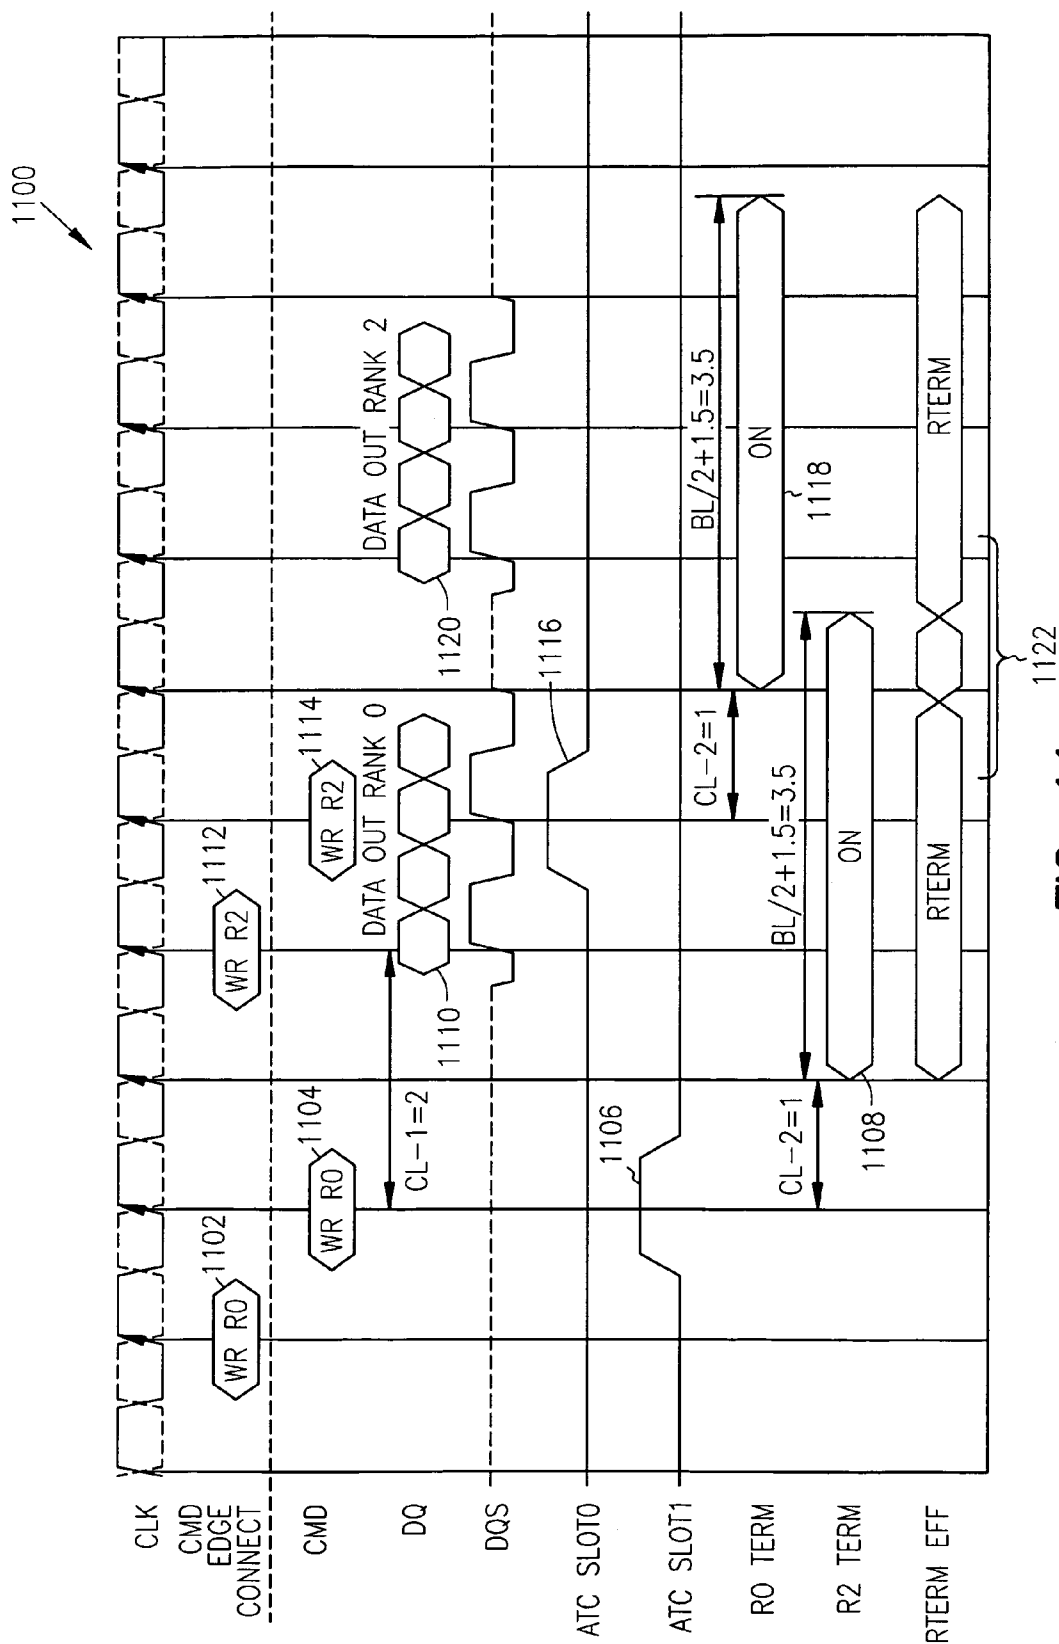 1100
CLK
CMD
EDGE
CONNECT
WR R0
1102
WR R2
1112
CMD
WR R0
1104
WR R2
1114
DQ
CL-1=2
1110
DATA OUT RANK 0
1120
DATA OUT RANK 2
DQS
ATC SLOT0
1116
ATC SLOT1
1106
R0 TERM
CL-2=1
BL/2+1.5=3.5
ON
1118
R2 TERM
CL-2=1
BL/2+1.5=3.5
ON
1108
RTERM EFF
RTERM
RTERM
1122